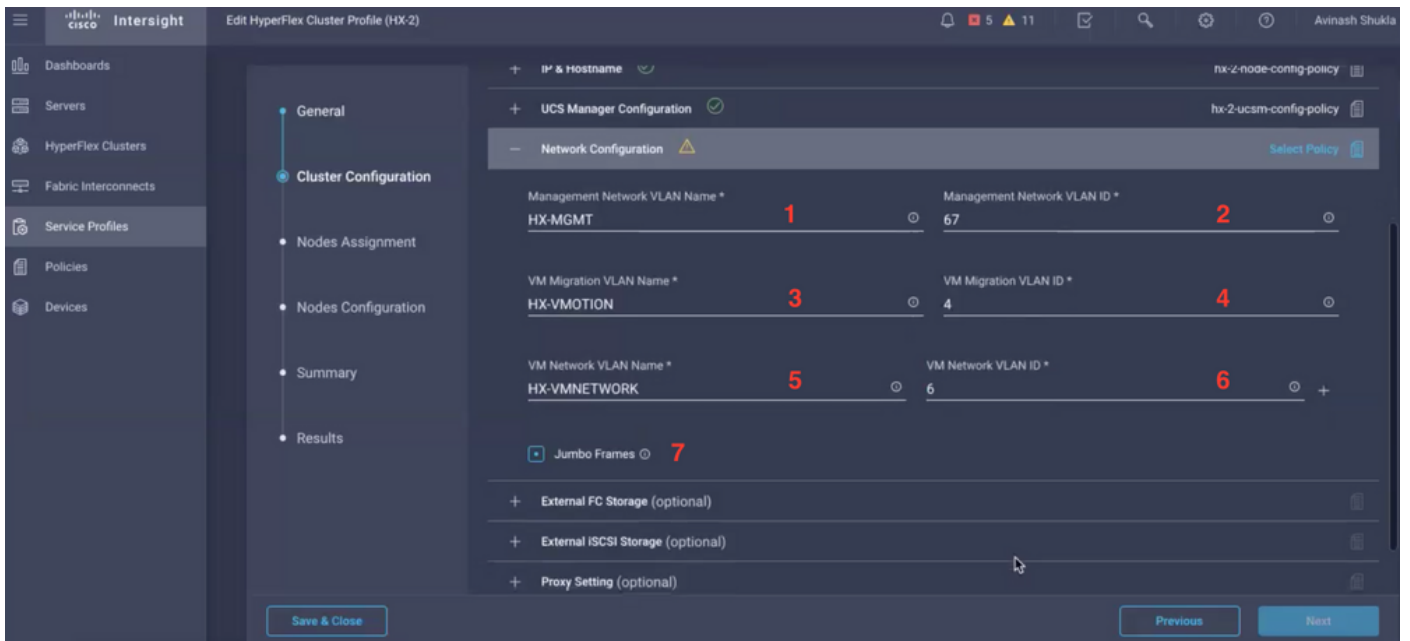 cisco Intersight
Edit HyperFlex Cluster Profile (HX-2)
5 11
Avinash Shukla
Dashboards
Servers
HyperFlex Clusters
Fabric Interconnects
Service Profiles
Policies
Devices
General
Cluster Configuration
Nodes Assignment
Nodes Configuration
Summary
Results
+ IP & Hostname hx-2-node-config-policy
+ UCS Manager Configuration hx-2-ucsm-config-policy
— Network Configuration Select Policy
Management Network VLAN Name * Management Network VLAN ID *
HX-MGMT 1 67 2
VM Migration VLAN Name * VM Migration VLAN ID *
HX-VMOTION 3 4 4
VM Network VLAN Name * VM Network VLAN ID *
HX-VMNETWORK 5 6 6 +
Jumbo Frames 7
+ External FC Storage (optional)
+ External iSCSI Storage (optional)
+ Proxy Setting (optional)
Save & Close Previous Next